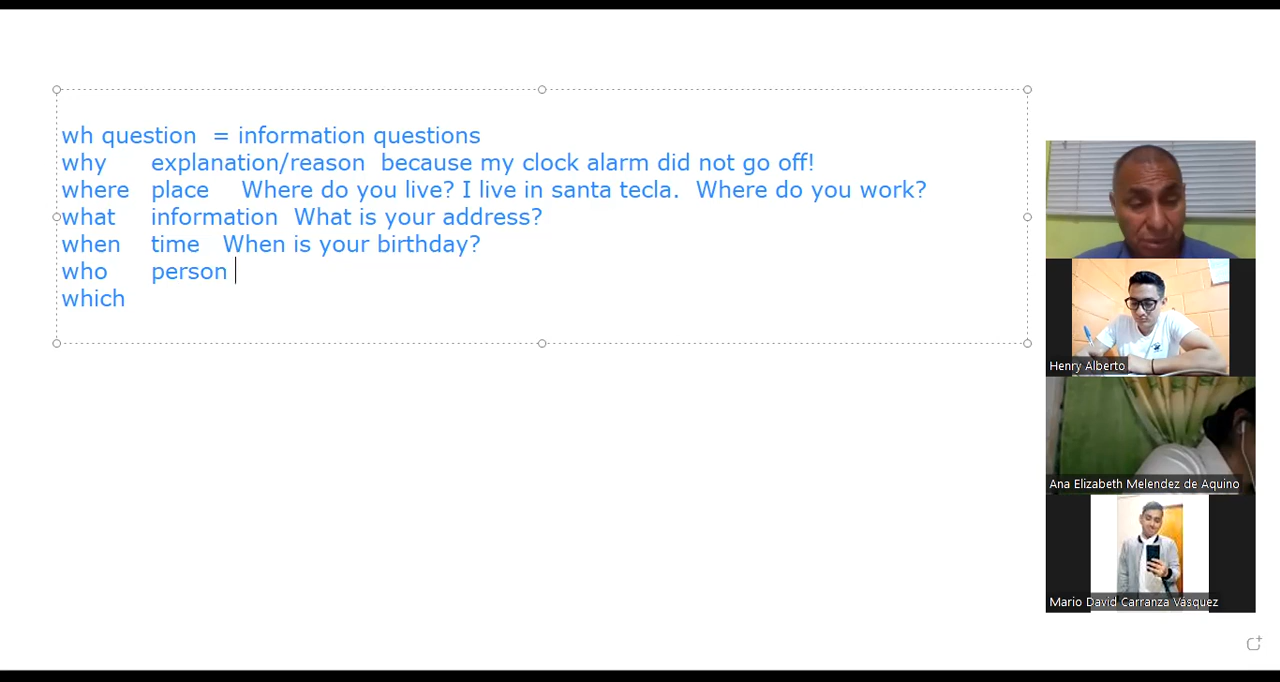 wh question = information questions
why explanation/reason because my clock alarm did not go off!
where place Where do you live? I live in santa tecla. Where do you work?
what information What is your address?
when time When is your birthday?
who person
which
Henry Alberto
Ana Elizabeth Melendez de Aquino
Mario David Carranza Vásquez